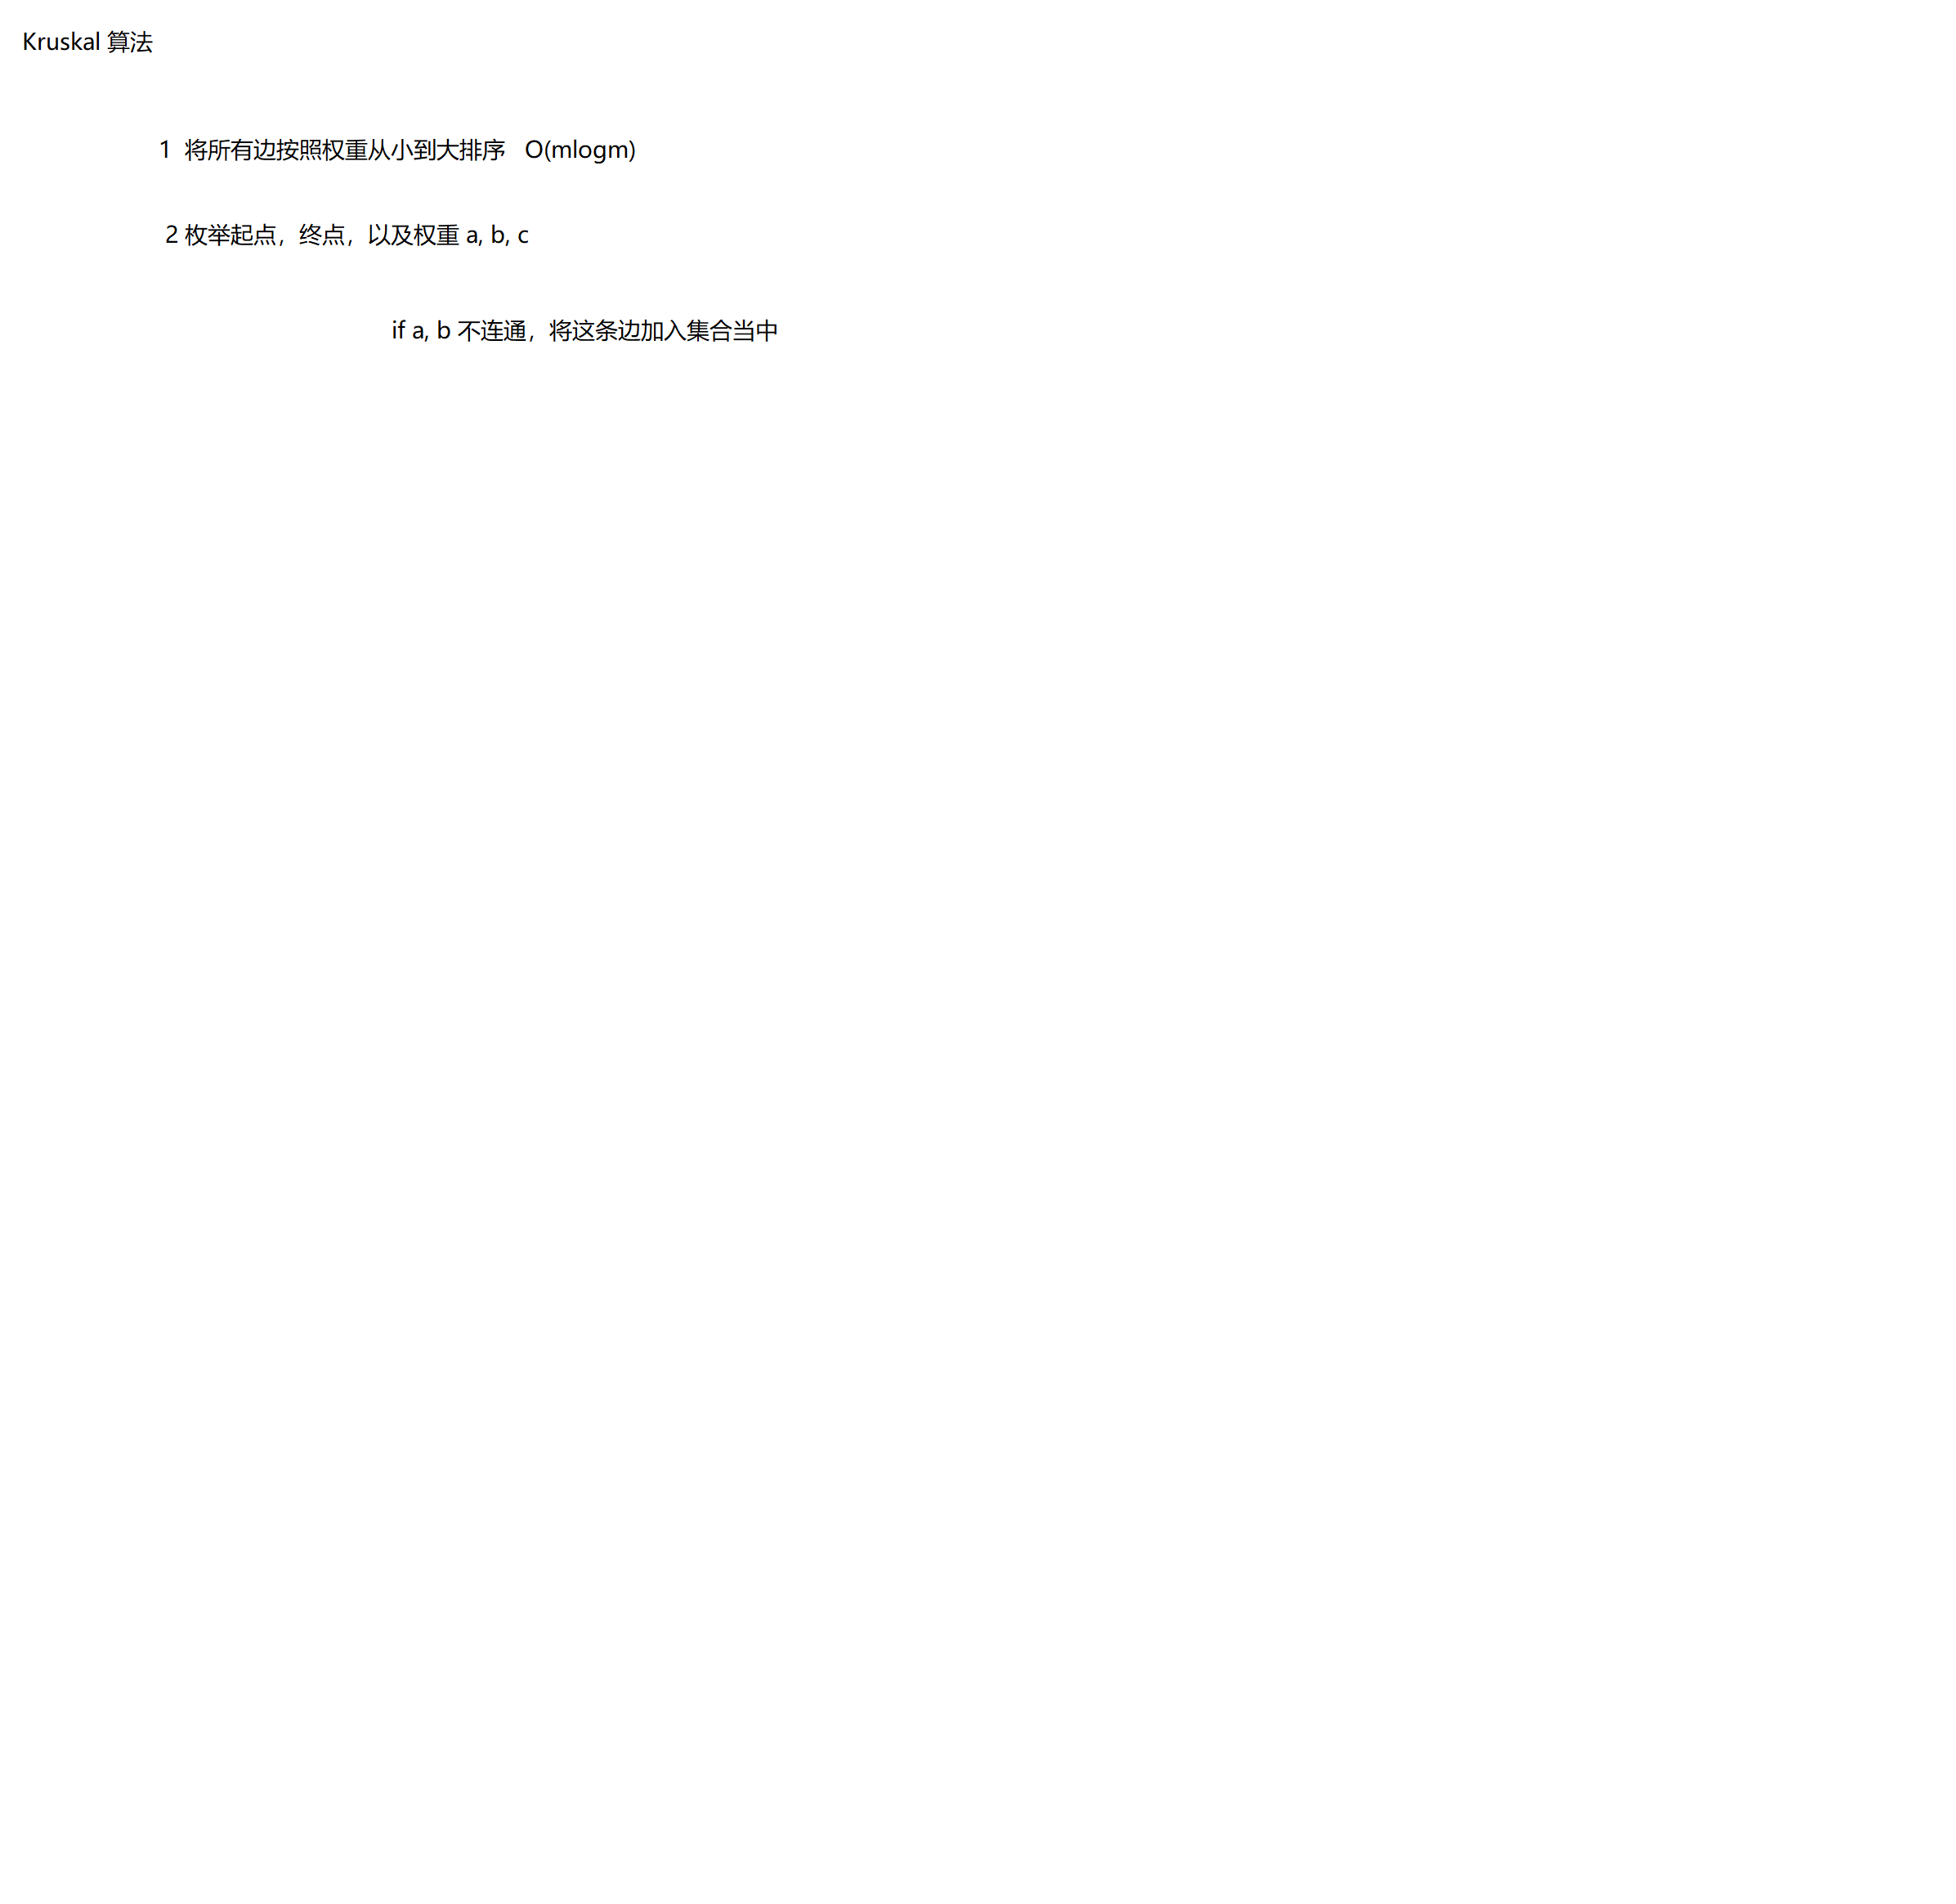 Kruskal 算法
1 将所有边按照权重从小到大排序 O(mlogm)
2 枚举起点，终点，以及权重 a, b, c
if a, b 不连通，将这条边加入集合当中